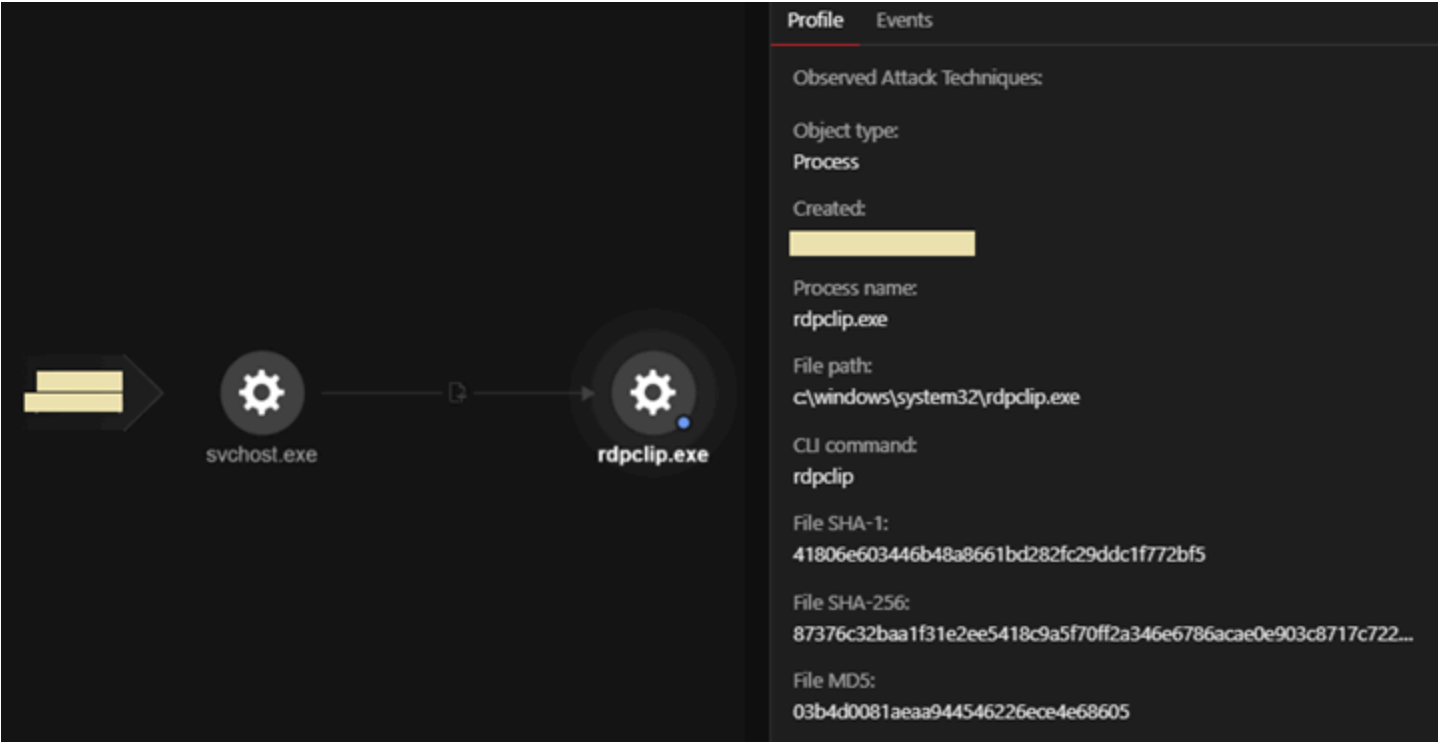 Profile Events
Observed Attack Techniques:
Object type:
Process
Created:
Process name:
rdpclip.exe
File path:
c:\windows\system32\rdpclip.exe
CLI command:
rdpclip
File SHA-1:
41806e603446b48a8661bd282fc29ddc1f772bf5
File SHA-256:
87376c32baa1f31e2ee5418c9a5f70ff2a346e6786acae0e903c8717c722...
File MD5:
03b4d0081aeaa944546226ece4e68605
svchost.exe
rdpclip.exe